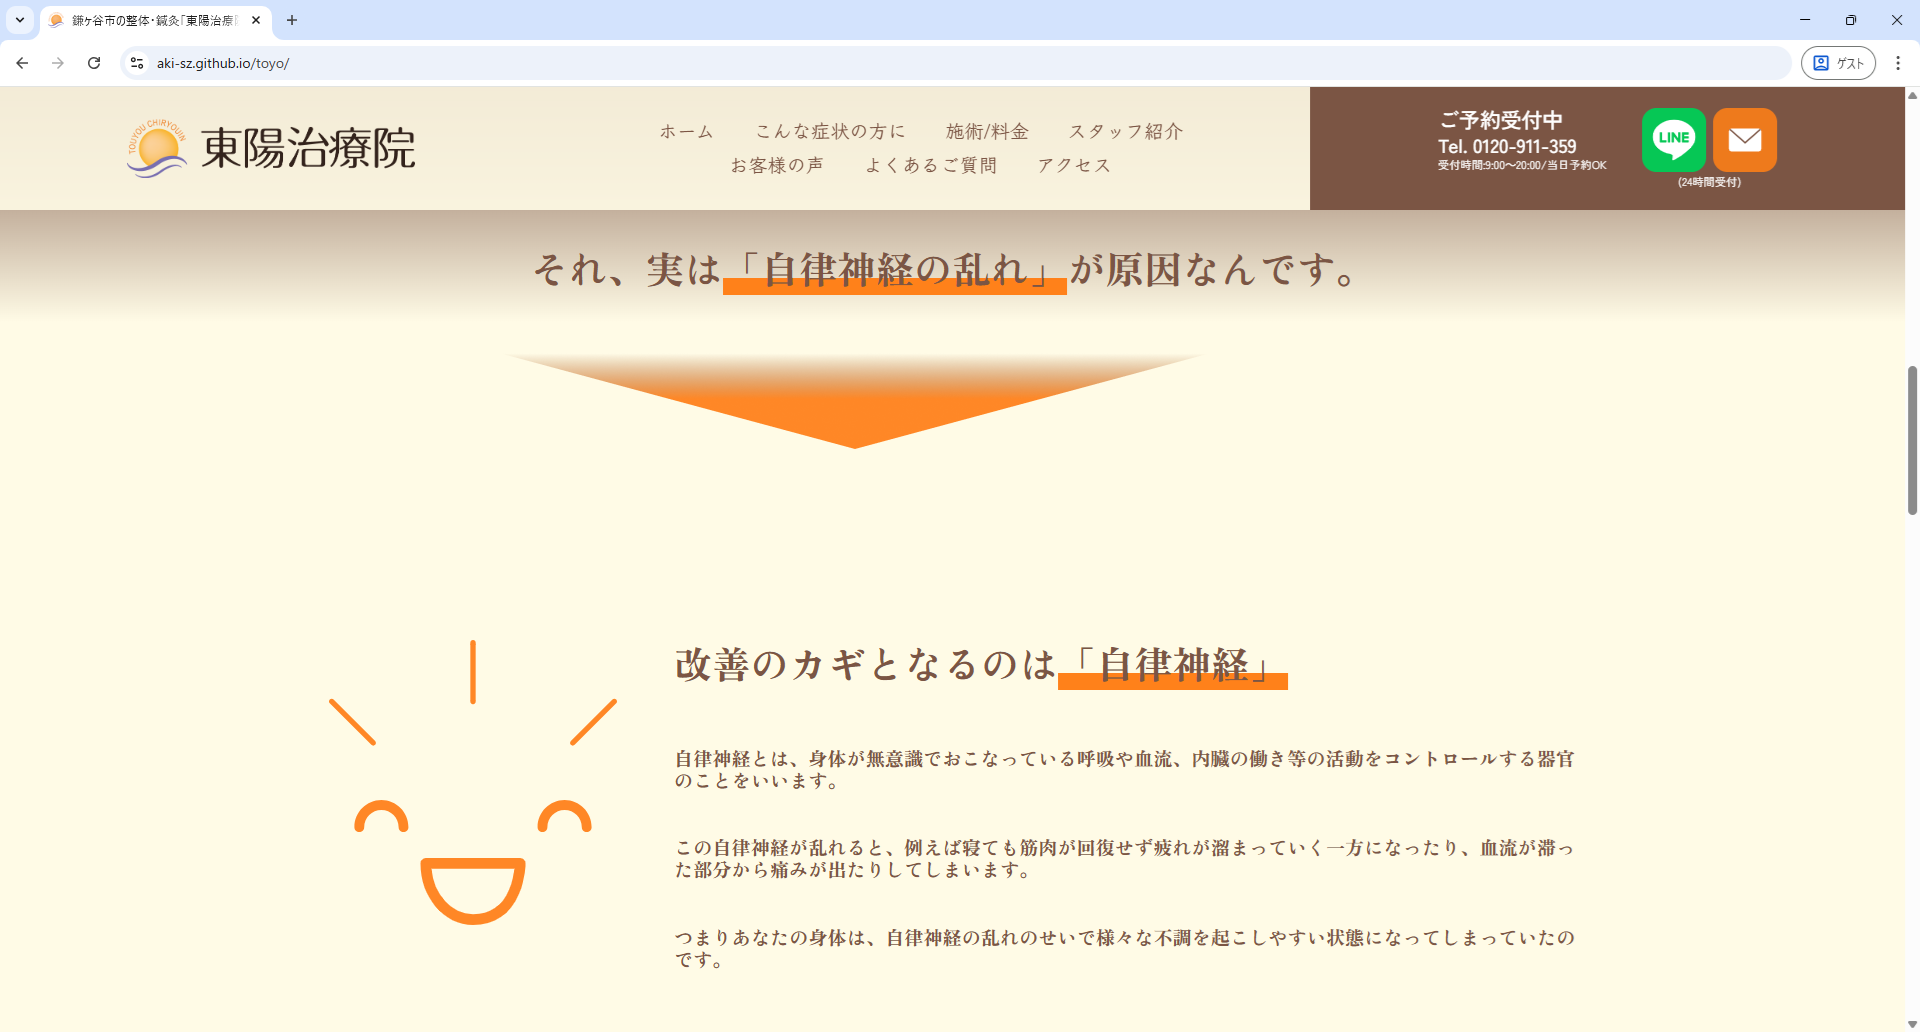 鎌ヶ谷市の整体・鍼灸「東陽治療
aki-sz.github.io/toyo/
ゲスト
TOUYOU CHIRYOUIN
東陽治療院
ホーム こんな症状の方に 施術/料金 スタッフ紹介
お客様の声 よくあるご質問 アクセス
ご予約受付中
Tel. 0120-911-359
受付時間:9:00～20:00/当日予約OK
LINE
(24時間受付)
それ、実は「自律神経の乱れ」が原因なんです。
改善のカギとなるのは「自律神経」
自律神経とは、身体が無意識でおこなっている呼吸や血流、内臓の働き等の活動をコントロールする器官
のことをいいます。
この自律神経が乱れると、例えば寝ても筋肉が回復せず疲れが溜まっていく一方になったり、血流が滞っ
た部分から痛みが出たりしてしまいます。
つまりあなたの身体は、自律神経の乱れのせいで様々な不調を起こしやすい状態になってしまっていたの
です。